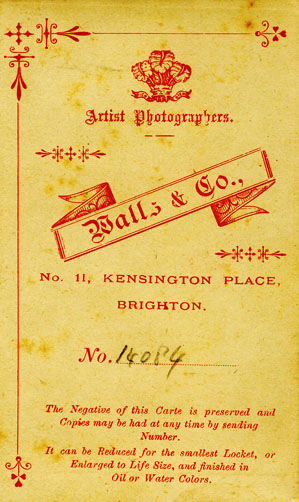 Artist Photographers.
Walls & Co.,
No. 11, KENSINGTON PLACE,
BRIGHTON.
No. 14084
The Negative of this Carte is preserved and
Copies may be had at any time by sending
Number.
It can be Reduced for the smallest Locket, or
Enlarged to Life Size, and finished in
Oil or Water Colors.